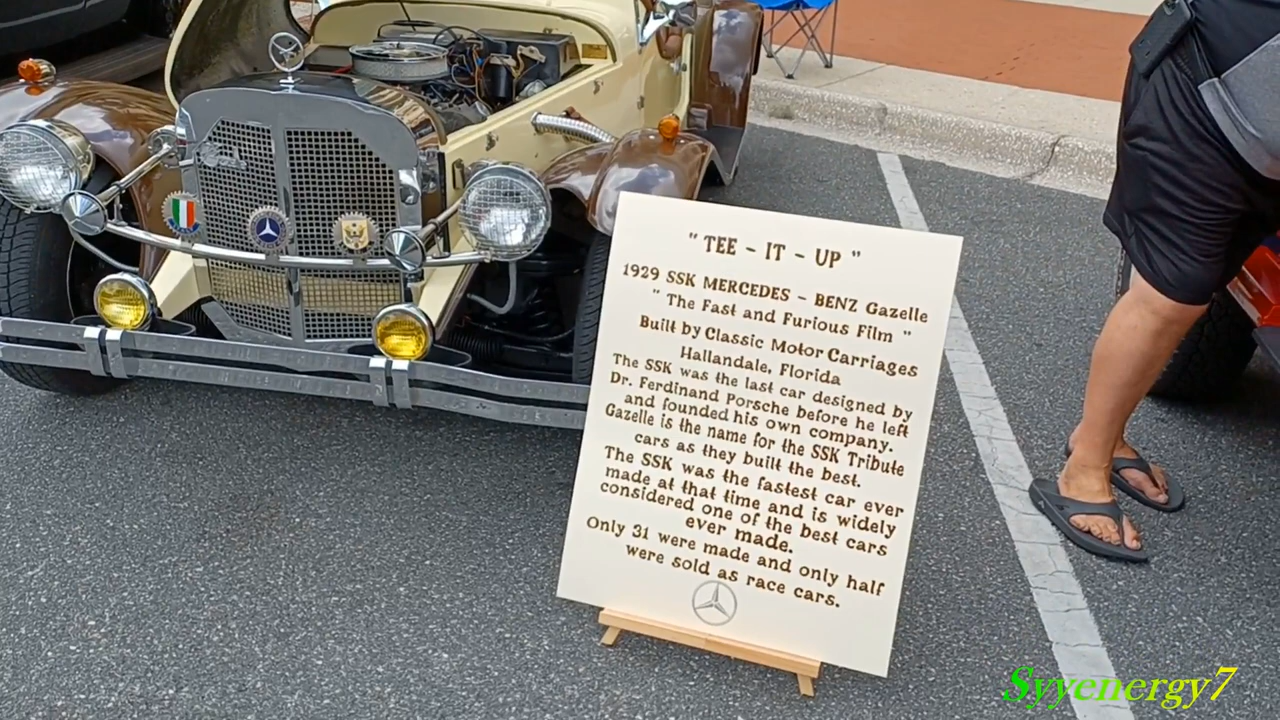 " TEE - IT - UP "
1929 SSK MERCEDES - BENZ Gazelle
" The Fast and Furious Film "
Built by Classic Motor Carriages
Hallandale, Florida
The SSK was the last car designed by
Dr. Ferdinand Porsche before he left
and founded his own company.
Gazelle is the name for the SSK Tribute
cars as they built the best.
The SSK was the fastest car ever
made at that time and is widely
considered one of the best cars
ever made.
Only 31 were made and only half
were sold as race cars.
Syyenergy7